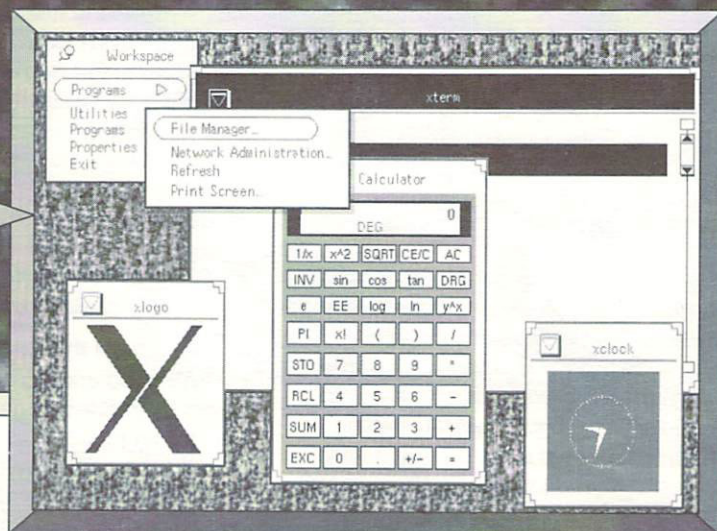 Workspace
Programs
Utilities
Programs
Properties
Exit
File Manager...
Network Administration...
Refresh
Print Screen...
xterm
Calculator
0
DEG
1/x x^2 SQRT CE/C AC
INV sin cos tan DRG
e EE log ln y^x
PI x! ( ) /
STO 7 8 9 *
RCL 4 5 6 -
SUM 1 2 3 +
EXC 0 . +/- =
xlogo
xclock